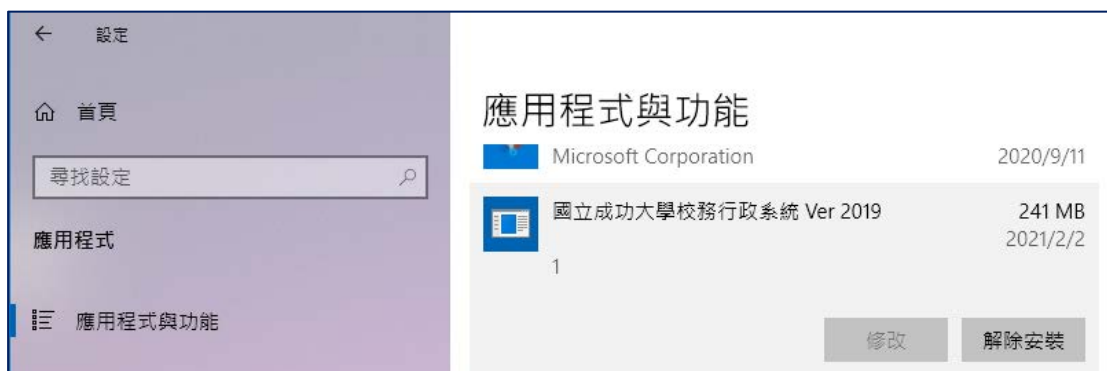 設定
首頁
尋找設定
應用程式
應用程式與功能
應用程式與功能
Microsoft Corporation 2020/9/11
國立成功大學校務行政系統 Ver 2019 241 MB
2021/2/2
1
修改 解除安裝